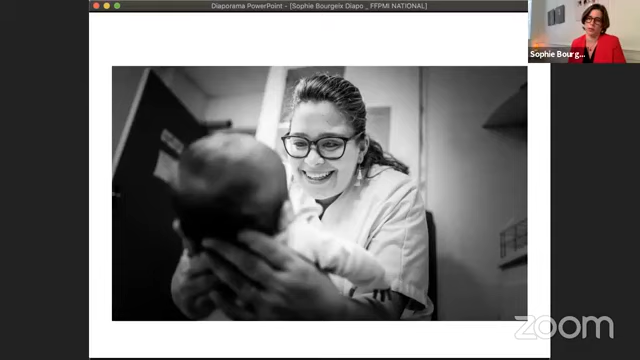 Diaporama PowerPoint - [Sophie Bourgeix Diapo _ FFPMI NATIONAL]
Sophie Bourg...
zoom